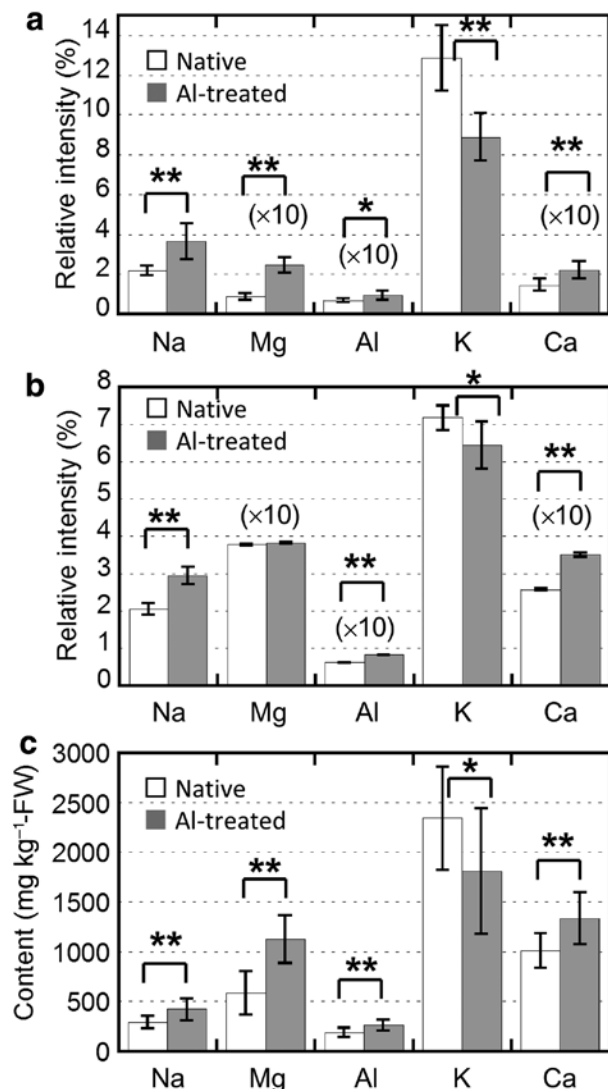 a
Relative intensity (%)
14
12
10
8
6
4
2
0
Native
Al-treated
**
**
(×10)
*
(×10)
**
**
(×10)
Na Mg Al K Ca
b
Relative intensity (%)
8
7
6
5
4
3
2
1
0
Native
Al-treated
**
(×10)
**
(×10)
*
**
(×10)
Na Mg Al K Ca
c
Content (mg kg⁻¹-FW)
3000
2500
2000
1500
1000
500
0
Native
Al-treated
**
**
**
*
**
Na Mg Al K Ca